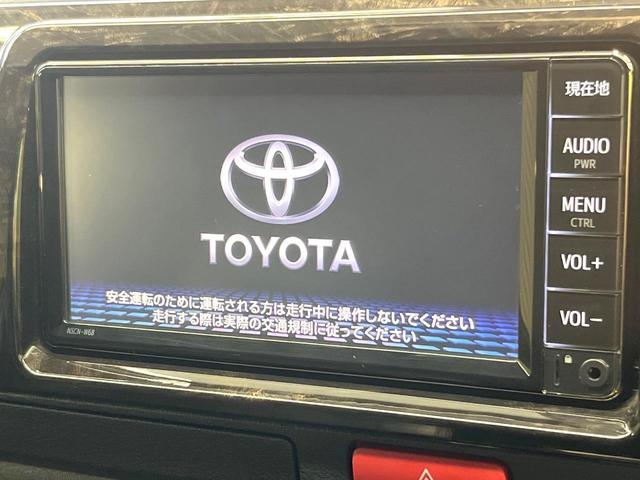 現在地
AUDIO
PWR
MENU
CTRL
VOL+
VOL-
TOYOTA
安全運転のために運転される方は走行中に操作しないでください
走行する際は実際の交通規制に従ってください
NSCN-W68